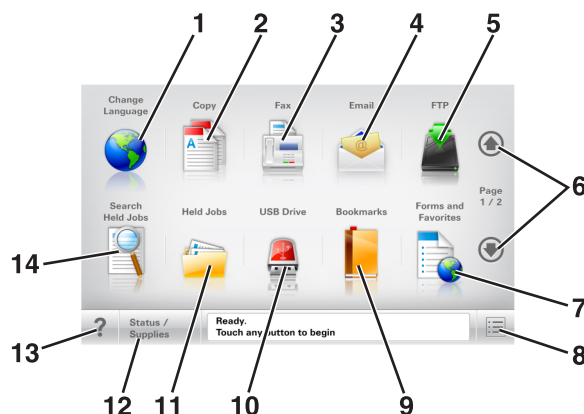 1 2 3 4 5
Change
Language
Copy
Fax
Email
FTP
6
Page
1 / 2
Search
Held Jobs
Held Jobs
USB Drive
Bookmarks
Forms and
Favorites
14
7
?
Status /
Supplies
Ready.
Touch any button to begin
8
13
12
11
10
9